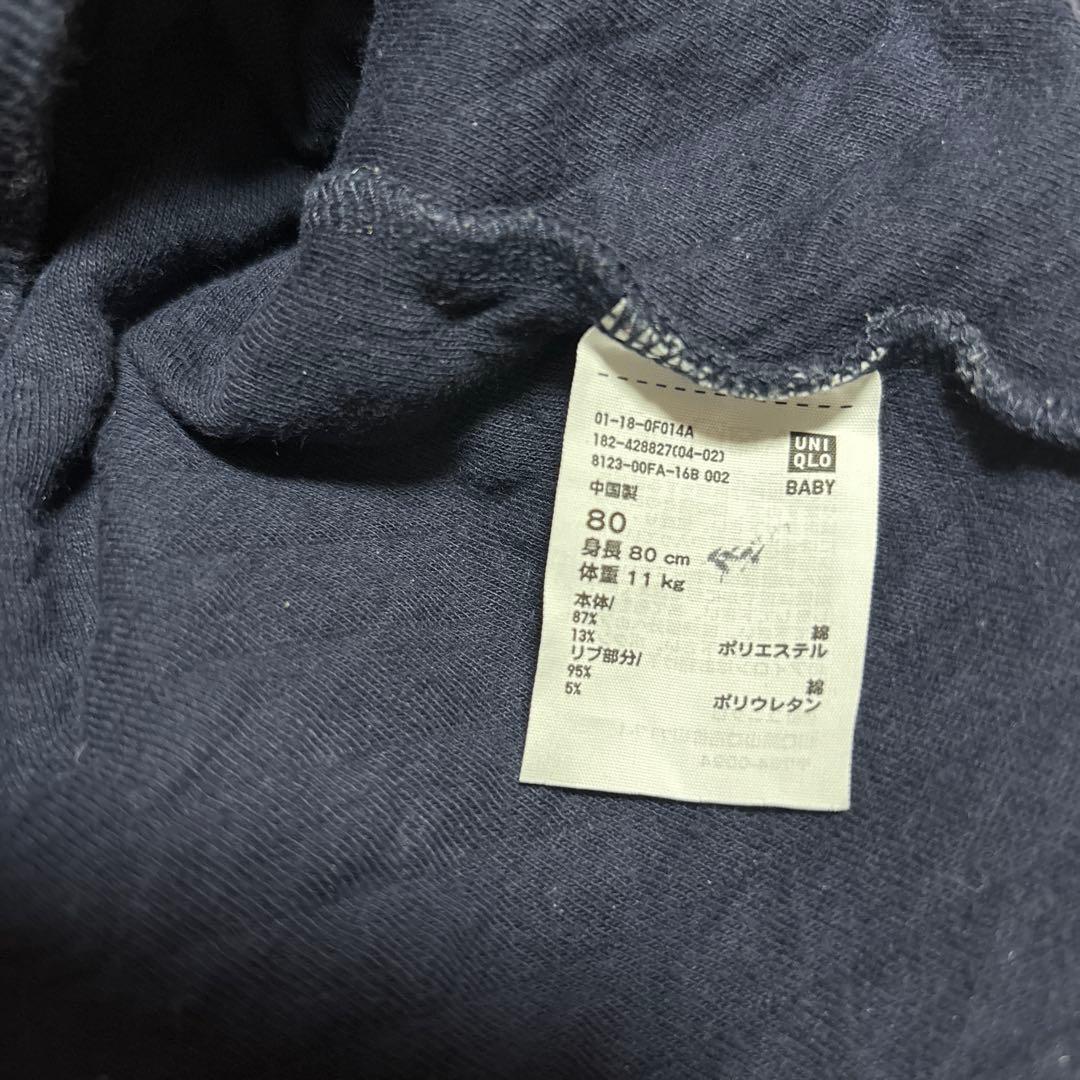 01-18-0F014A
182-428827(04-02)
8123-00FA-16B 002
UNI
QLO
BABY
中国製
80
身長 80 cm
体重 11 kg
本体/
87% 綿
13% ポリエステル
リブ部分/
95% 綿
5% ポリウレタン